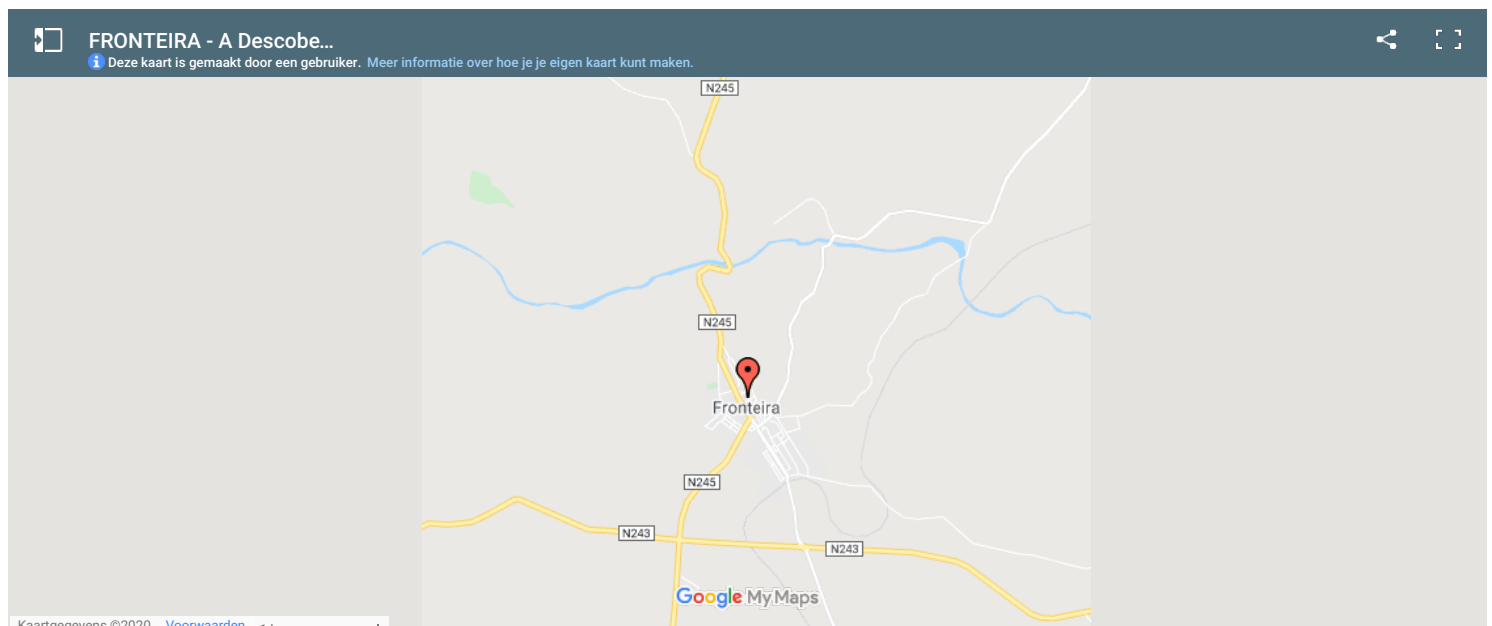 FRONTEIRA - A Descobe...
Deze kaart is gemaakt door een gebruiker. Meer informatie over hoe je je eigen kaart kunt maken.
N245
N245
Fronteira
N245
N243
N243
Google My Maps
Kaartgegevens ©2020 Voorwaarden